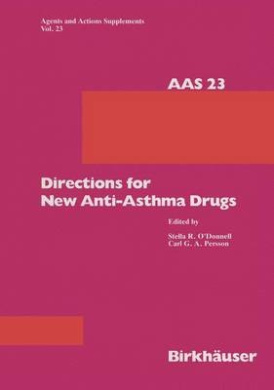 Agents and Actions Supplements
Vol. 23
AAS 23
Directions for
New Anti-Asthma Drugs
Edited by
Stella R. O'Donnell
Carl G. A. Persson
Birkhäuser